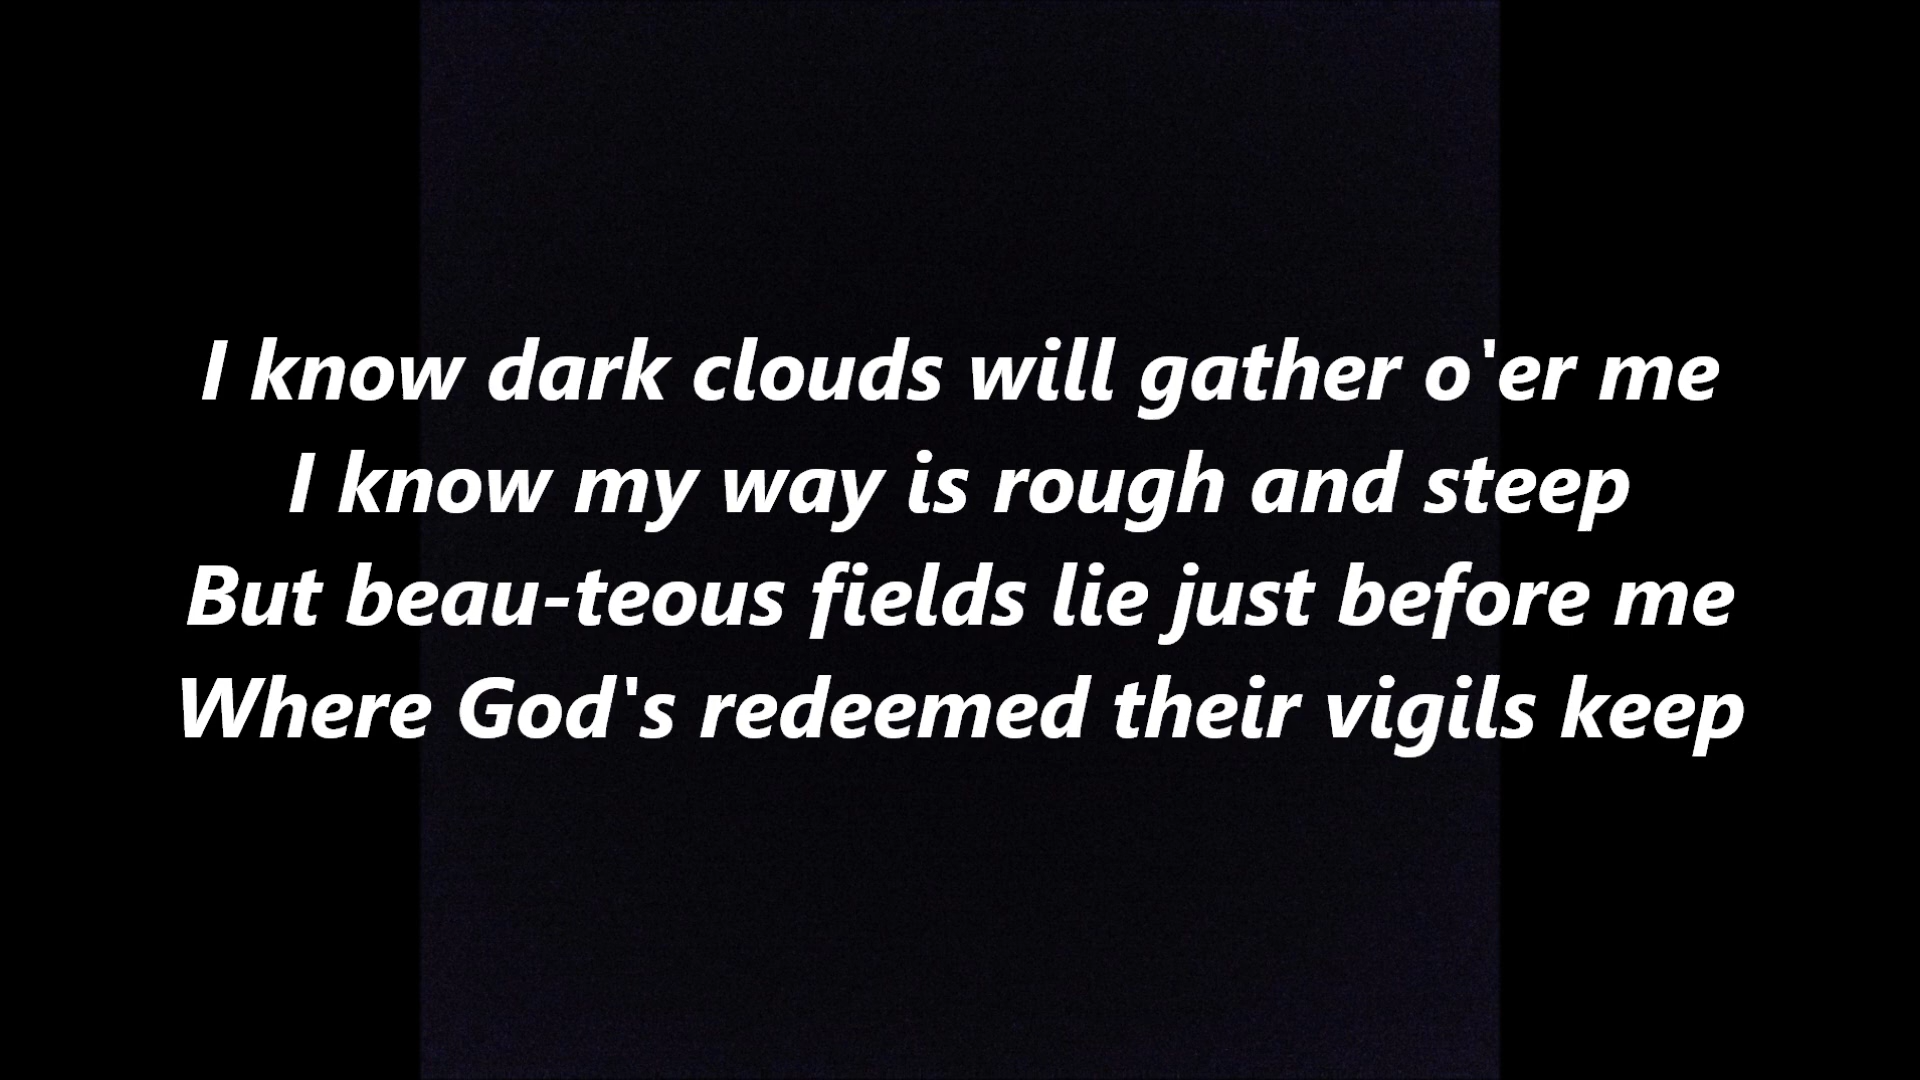 I know dark clouds will gather o'er me
I know my way is rough and steep
But beau-teous fields lie just before me
Where God's redeemed their vigils keep